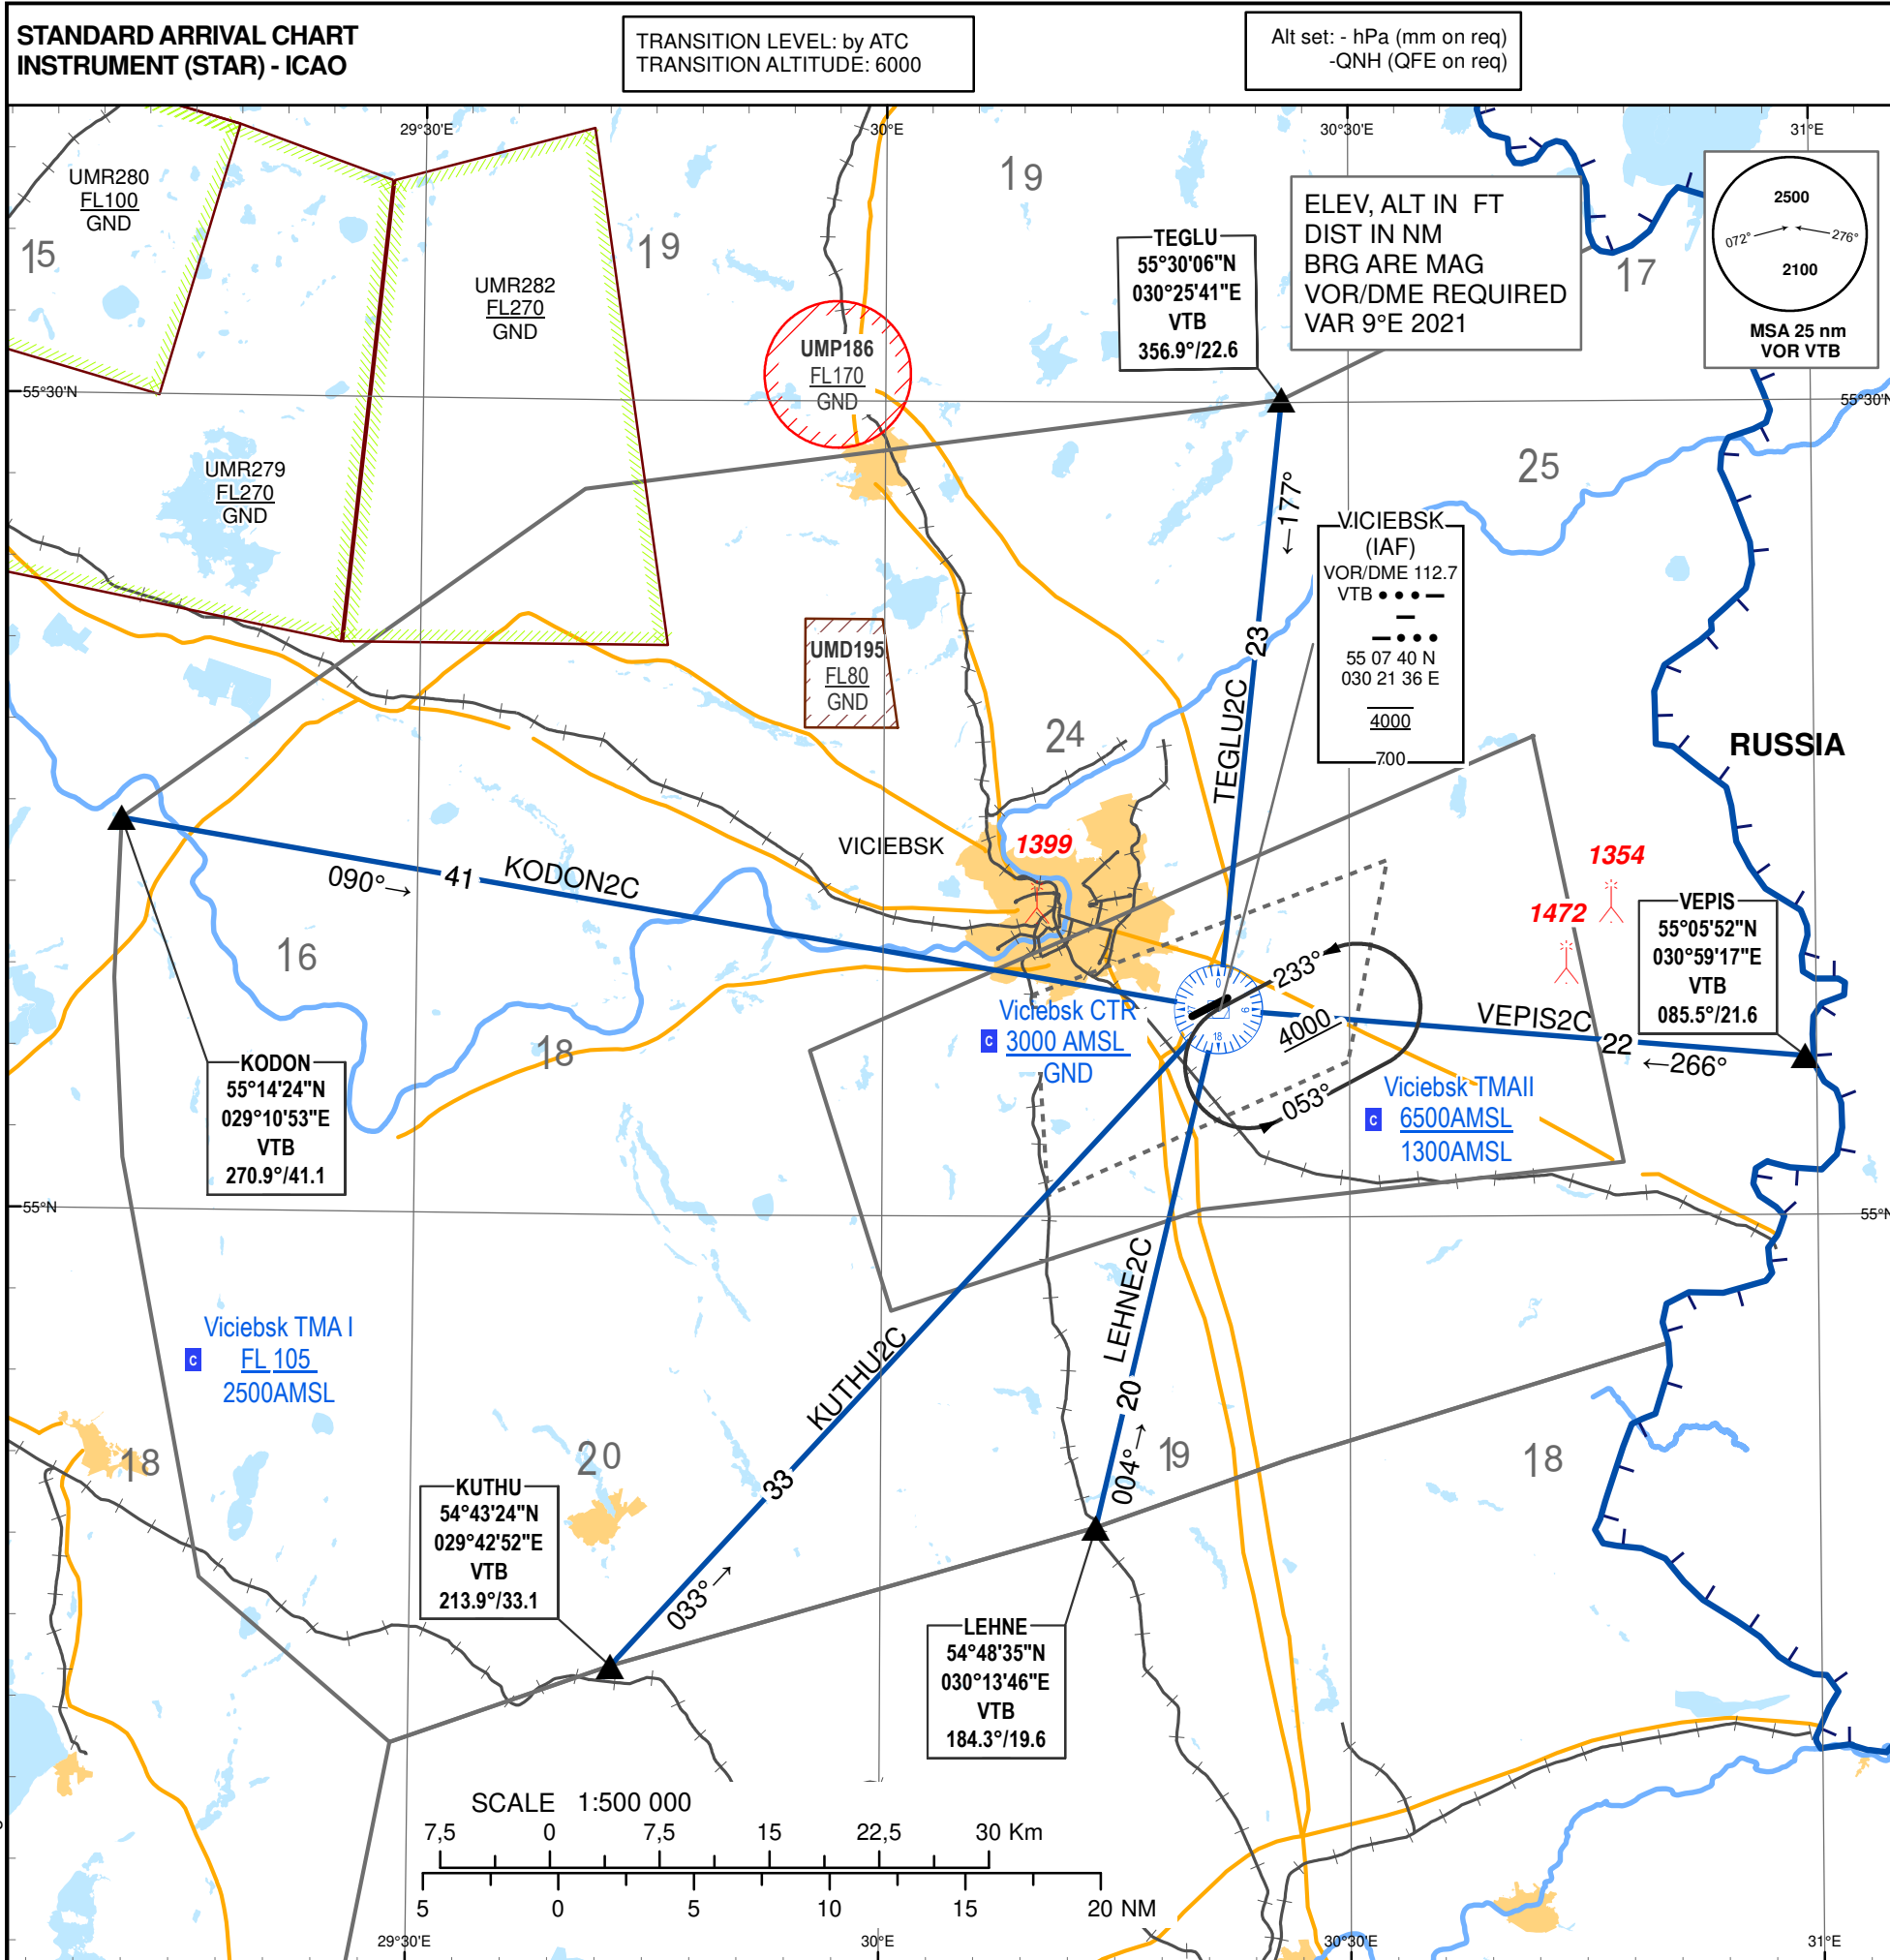 STANDARD ARRIVAL CHART
INSTRUMENT (STAR) - ICAO
TRANSITION LEVEL: by ATC
TRANSITION ALTITUDE: 6000
Alt set: - hPa (mm on req)
-QNH (QFE on req)
29°30'E
30°E
30°30'E
31°E
UMR280
FL100
GND
15
19
19
UMR282
FL270
GND
TEGLU
55°30'06"N
030°25'41"E
VTB
356.9°/22.6
ELEV, ALT IN FT
DIST IN NM
BRG ARE MAG
VOR/DME REQUIRED
VAR 9°E 2021
17
2500
072°
276°
2100
MSA 25 nm
VOR VTB
UMP186
FL170
GND
55°30'N
55°30'N
UMR279
FL270
GND
25
←177°
VICIEBSK
(IAF)
VOR/DME 112.7
VTB
55 07 40 N
030 21 36 E
4000
700
23
TEGLU2C
UMD195
FL80
GND
24
RUSSIA
VICIEBSK
1399
1354
1472
090°→
41
KODON2C
VEPIS
55°05'52"N
030°59'17"E
VTB
085.5°/21.6
16
233°
0
9
18
4000
053°
VEPIS2C
22
←266°
Viciebsk CTR
C
3000 AMSL
GND
18
KODON
55°14'24"N
029°10'53"E
VTB
270.9°/41.1
Viciebsk TMAII
C
6500AMSL
1300AMSL
55°N
55°N
LEHNE2C
20
004°→
Viciebsk TMA I
C
FL 105
2500AMSL
KUTHU2C
33
033°→
18
20
19
18
KUTHU
54°43'24"N
029°42'52"E
VTB
213.9°/33.1
LEHNE
54°48'35"N
030°13'46"E
VTB
184.3°/19.6
SCALE 1:500 000
7,5 0 7,5 15 22,5 30 Km
5 0 5 10 15 20 NM
29°30'E
30°E
30°30'E
31°E